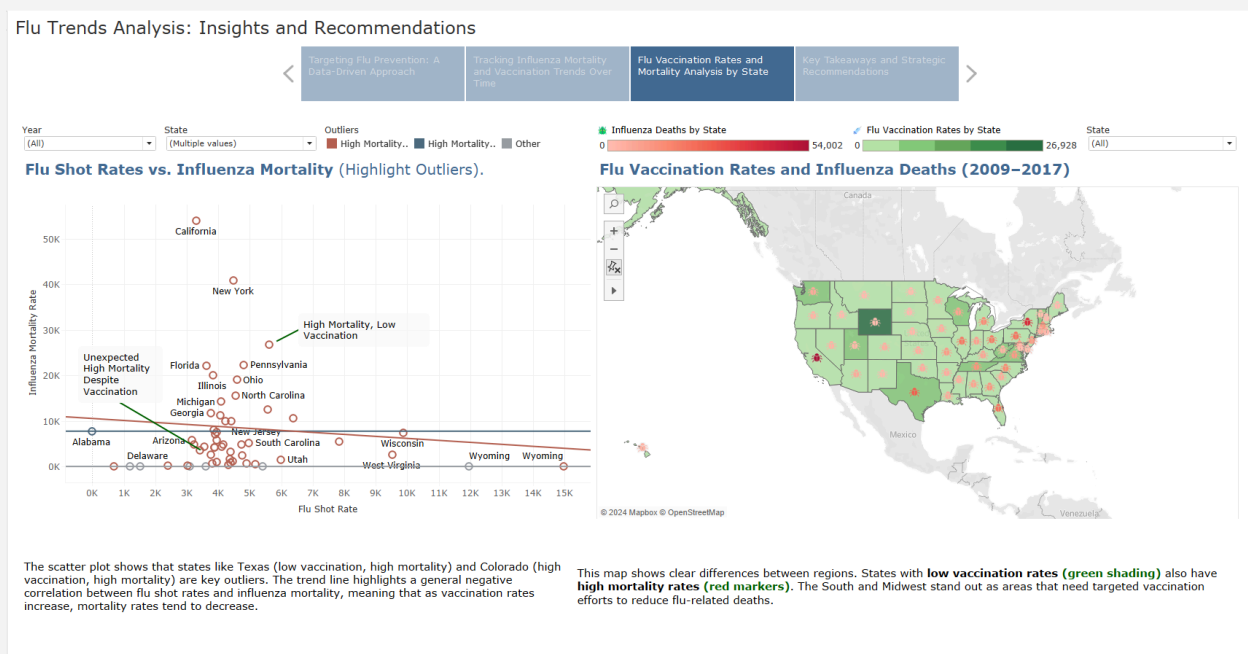 Flu Trends Analysis: Insights and Recommendations
Targeting Flu Prevention: A
Data-Driven Approach
Tracking Influenza Mortality
and Vaccination Trends Over
Time
Flu Vaccination Rates and
Mortality Analysis by State
Key Takeaways and Strategic
Recommendations
Year
(All)
State
(Multiple values)
Outliers
High Mortality..
High Mortality..
Other
Influenza Deaths by State
0
54,002
Flu Vaccination Rates by State
0
26,928
State
(All)
Flu Shot Rates vs. Influenza Mortality (Highlight Outliers).
Influenza Mortality Rate
50K
40K
30K
20K
10K
0K
California
New York
High Mortality, Low
Vaccination
Unexpected
High Mortality
Despite
Vaccination
Florida
Pennsylvania
Illinois
Ohio
Michigan
North Carolina
Georgia
New Jersey
Alabama
Arizona
South Carolina
Wisconsin
Delaware
Utah
West Virginia
Wyoming
Wyoming
0K
1K
2K
3K
4K
5K
6K
7K
8K
9K
10K
11K
12K
13K
14K
15K
Flu Shot Rate
Flu Vaccination Rates and Influenza Deaths (2009–2017)
Canada
Mexico
Venezuela
© 2024 Mapbox © OpenStreetMap
The scatter plot shows that states like Texas (low vaccination, high mortality) and Colorado (high
vaccination, high mortality) are key outliers. The trend line highlights a general negative
correlation between flu shot rates and influenza mortality, meaning that as vaccination rates
increase, mortality rates tend to decrease.
This map shows clear differences between regions. States with low vaccination rates (green shading) also have
high mortality rates (red markers). The South and Midwest stand out as areas that need targeted vaccination
efforts to reduce flu-related deaths.